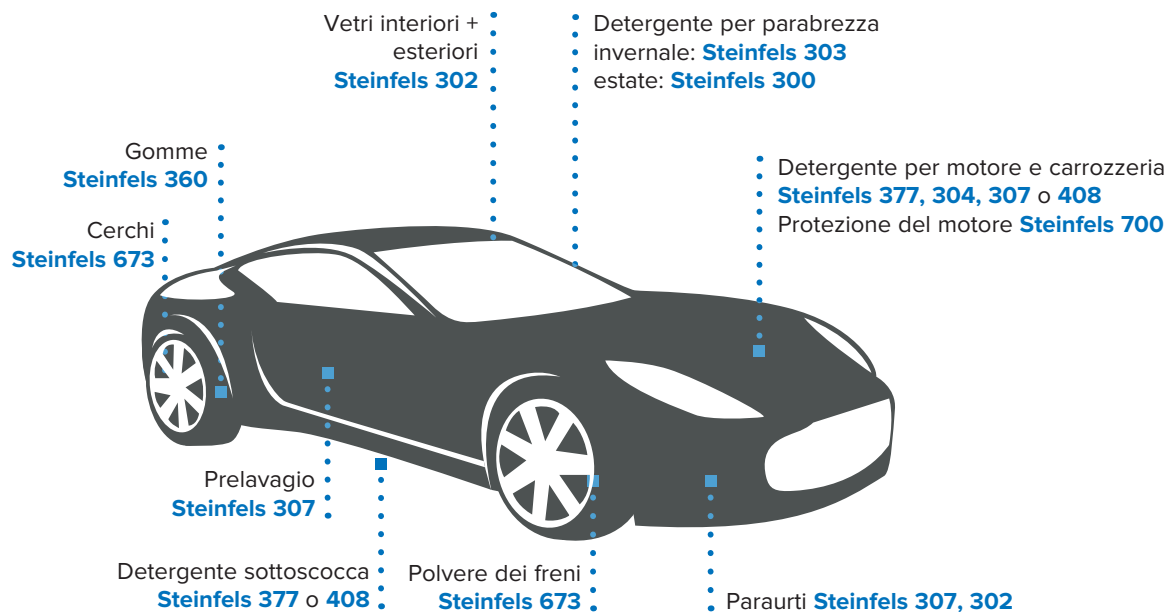 Vetri interiori +
esteriori
Steinfels 302
Detergente per parabrezza
invernale: Steinfels 303
estate: Steinfels 300
Gomme
Steinfels 360
Cerchi
Steinfels 673
Detergente per motore e carrozzeria
Steinfels 377, 304, 307 o 408
Protezione del motore Steinfels 700
Prelavagio
Steinfels 307
Detergente sottoscocca
Steinfels 377 o 408
Polvere dei freni
Steinfels 673
Paraurti Steinfels 307, 302